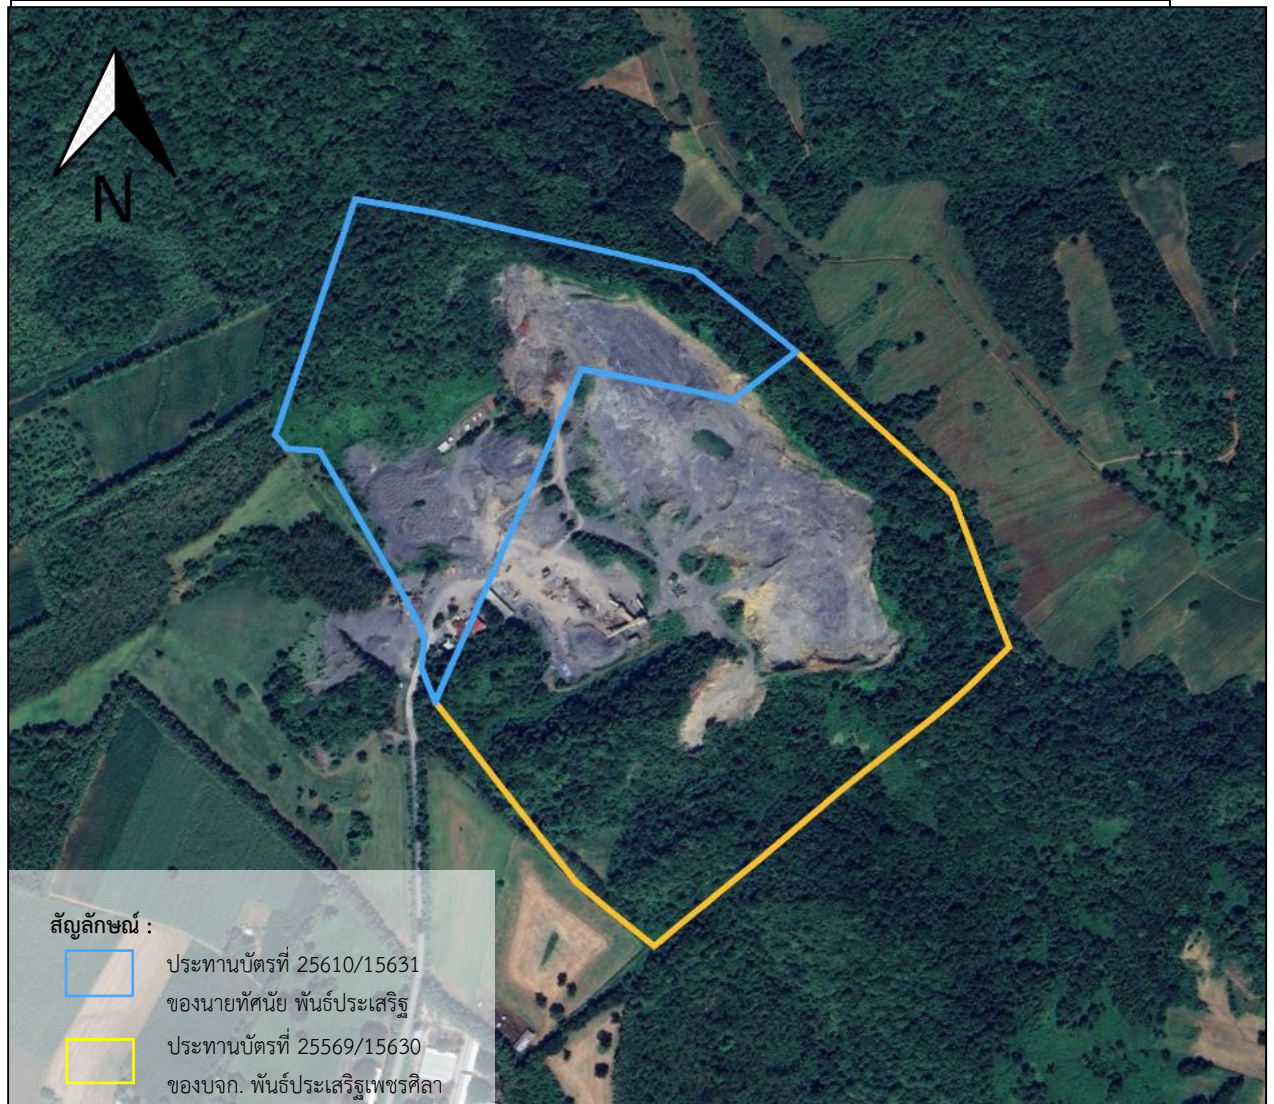 N
สัญลักษณ์ :
ประทานบัตรที่ 25610/15631
ของนายทัศนัย พันธ์ประเสริฐ
ประทานบัตรที่ 25569/15630
ของบจก. พันธ์ประเสริฐเพชรศิลา